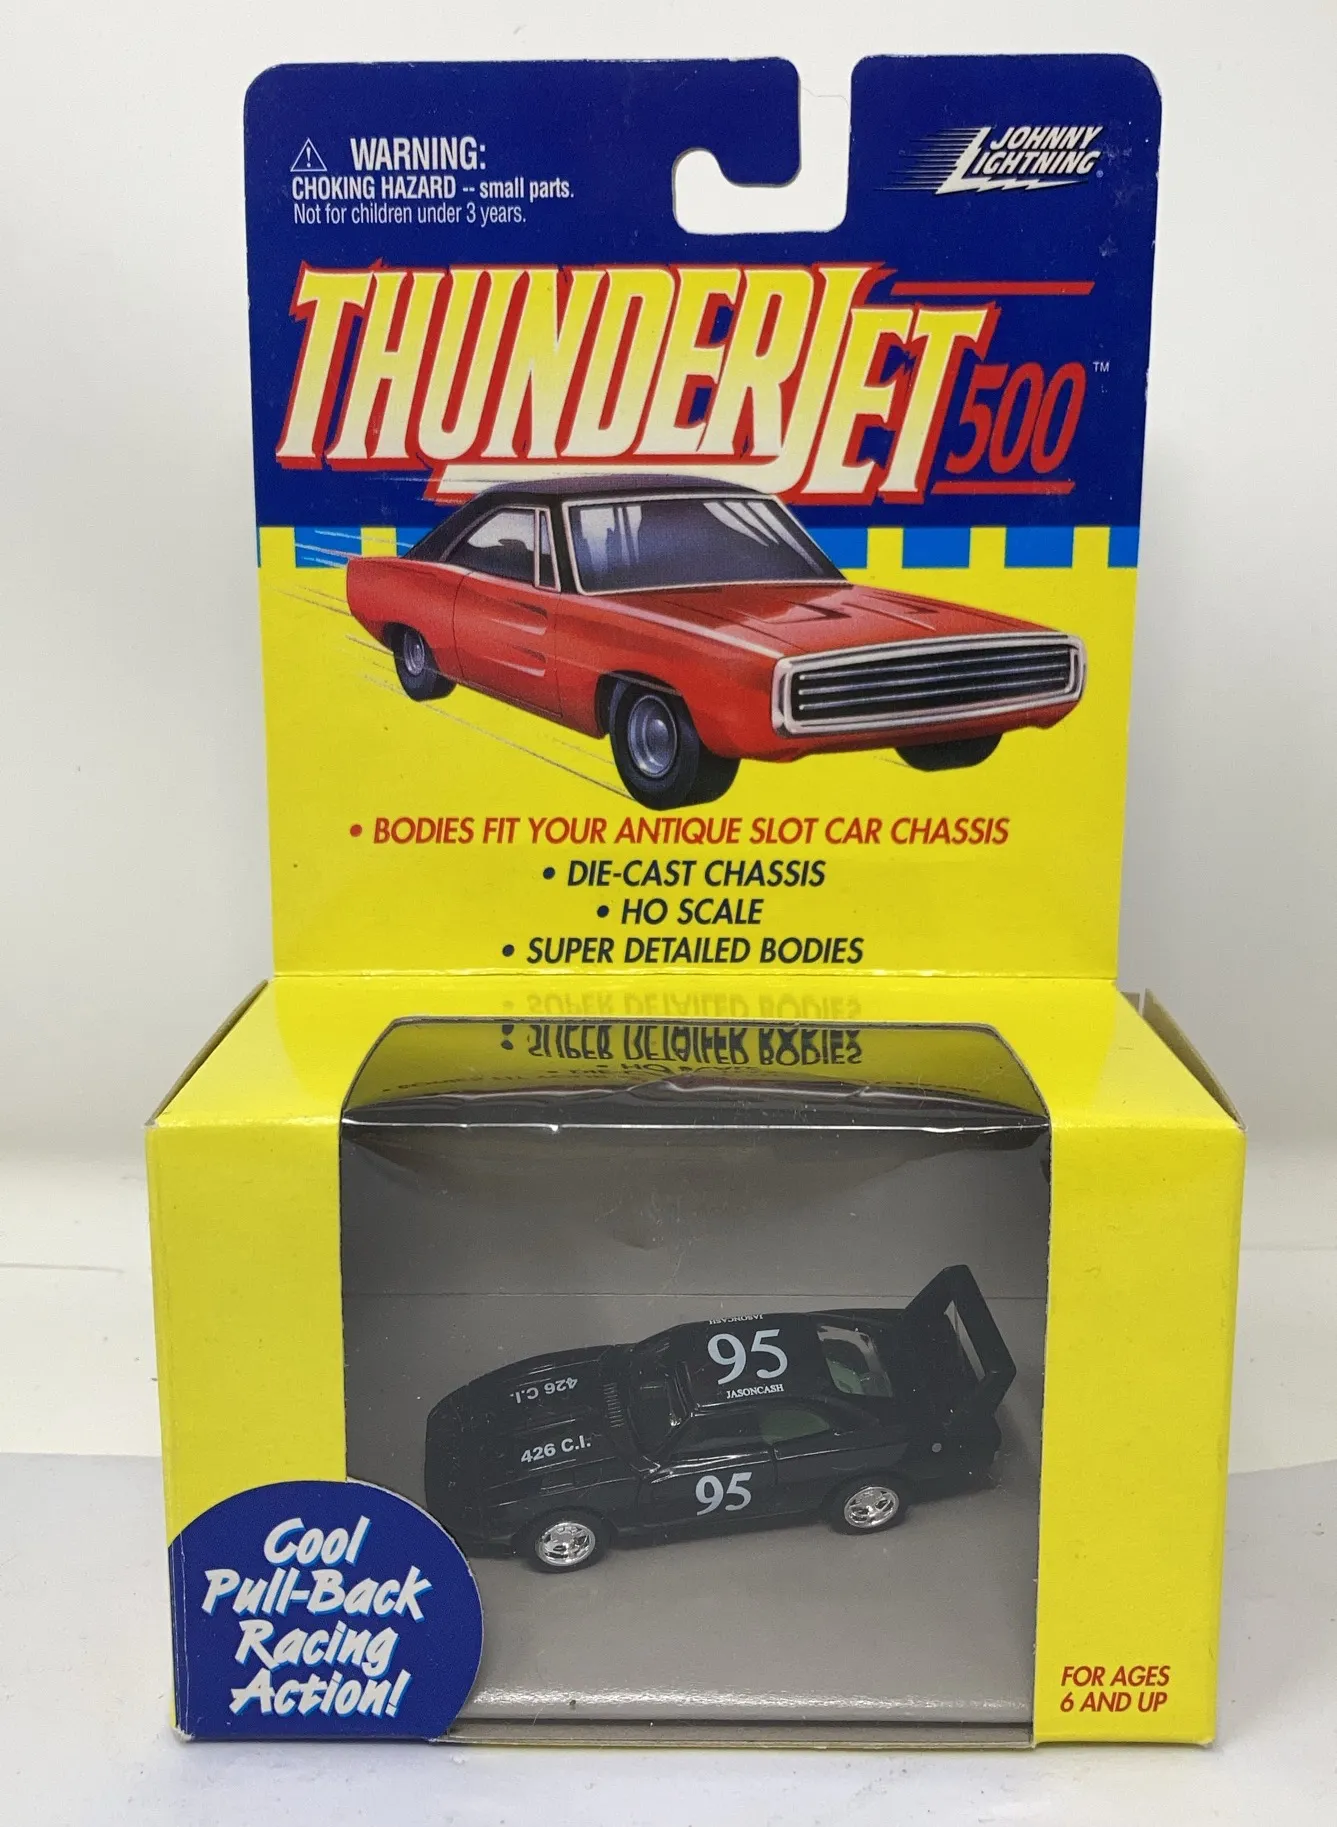 WARNING:
CHOKING HAZARD -- small parts.
Not for children under 3 years.
JOHNNY
LIGHTNING
THUNDERJET 500™
• BODIES FIT YOUR ANTIQUE SLOT CAR CHASSIS
• DIE-CAST CHASSIS
• HO SCALE
• SUPER DETAILED BODIES
JASONCASH
95
JASONCASH
426 C.I.
426 C.I.
95
Cool
Pull-Back
Racing
Action!
FOR AGES
6 AND UP